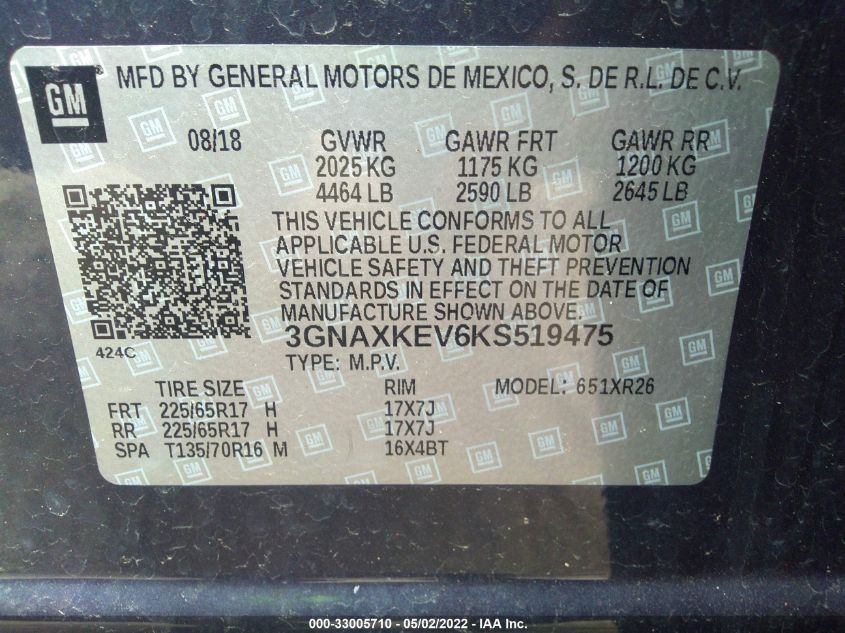 GM MFD BY GENERAL MOTORS DE MEXICO, S. DE R.L. DE C.V.
08/18 GVWR GAWR FRT GAWR RR
2025 KG 1175 KG 1200 KG
4464 LB 2590 LB 2645 LB
THIS VEHICLE CONFORMS TO ALL
APPLICABLE U.S. FEDERAL MOTOR
VEHICLE SAFETY AND THEFT PREVENTION
STANDARDS IN EFFECT ON THE DATE OF
MANUFACTURE SHOWN ABOVE.
3GNAXKEV6KS519475
424C
TYPE: M.P.V.
TIRE SIZE RIM MODEL: 651XR26
FRT 225/65R17 H 17X7J
RR 225/65R17 H 17X7J
SPA T135/70R16 M 16X4BT
000-33005710 - 05/02/2022 - IAA Inc.